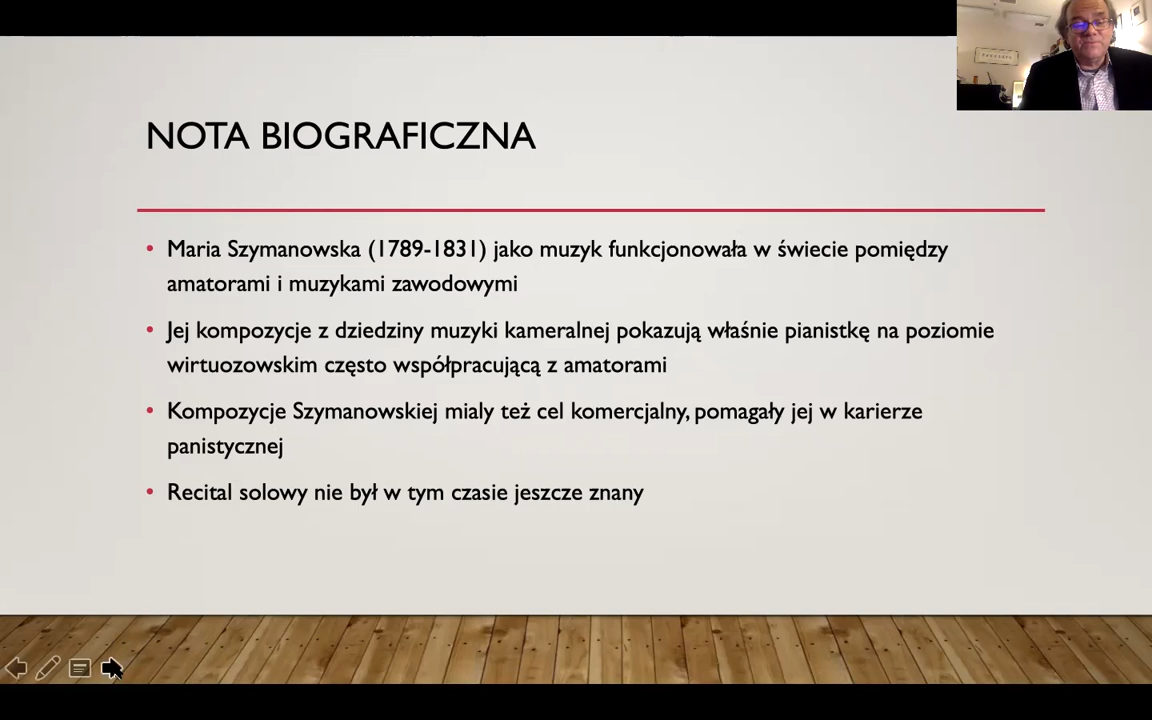 NOTA BIOGRAFICZNA
• Maria Szymanowska (1789-1831) jako muzyk funkcjonowała w świecie pomiędzy
amatorami i muzykami zawodowymi
• Jej kompozycje z dziedziny muzyki kameralnej pokazują właśnie pianistkę na poziomie
wirtuozowskim często współpracującą z amatorami
• Kompozycje Szymanowskiej mialy też cel komercjalny, pomagały jej w karierze
panistycznej
• Recital solowy nie był w tym czasie jeszcze znany